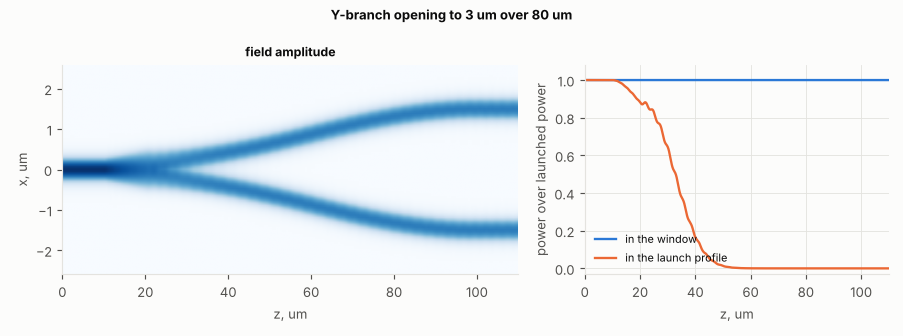 Y-branch opening to 3 um over 80 um
field amplitude
x, um
2
1
0
−1
−2
0 20 40 60 80 100
z, um
power over launched power
1.0
0.8
0.6
0.4
0.2
0.0
in the window
in the launch profile
0 20 40 60 80 100
z, um